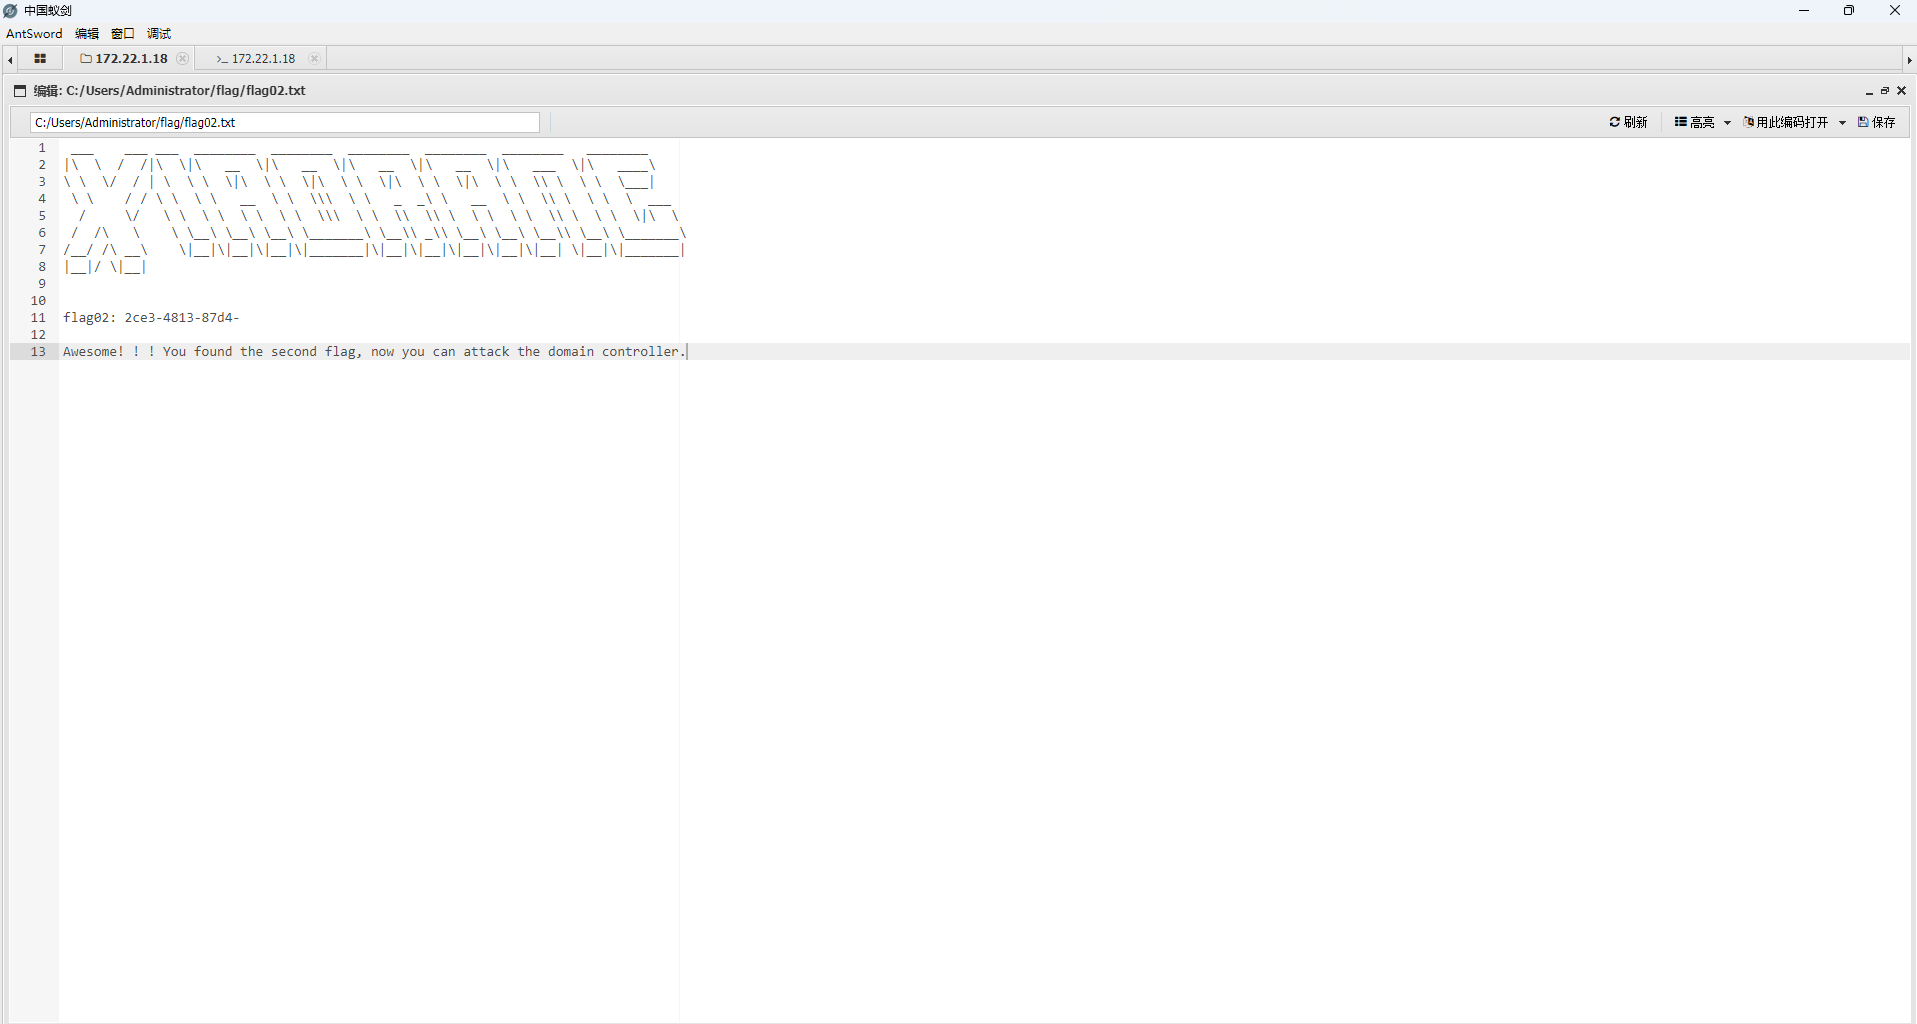 中国蚁剑
AntSword 编辑 窗口 调试
172.22.1.18 >_ 172.22.1.18
编辑: C:/Users/Administrator/flag/flag02.txt
C:/Users/Administrator/flag/flag02.txt 刷新 高亮 用此编码打开 保存
1
2
3
4
5
6
7
8
9
10
11 flag02: 2ce3-4813-87d4-
12
13 Awesome! ! ! You found the second flag, now you can attack the domain controller.